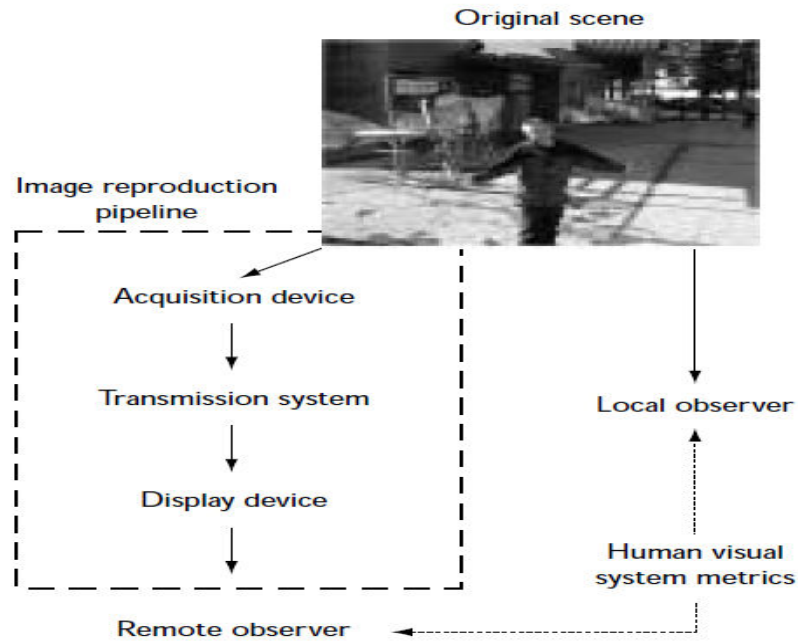 Original scene
Image reproduction
pipeline
Acquisition device
Transmission system
Local observer
Display device
Human visual
system metrics
Remote observer